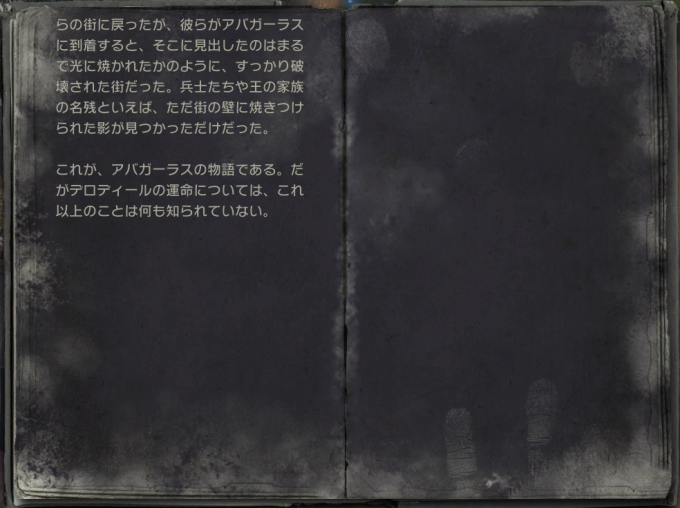 らの街に戻ったが、彼らがアバガーラス
に到着すると、そこに見出したのはまる
で光に焼かれたかのように、すっかり破
壊された街だった。兵士たちや王の家族
の名残といえば、ただ街の壁に焼きつけ
られた影が見つかっただけだった。
これが、アバガーラスの物語である。だ
がデロディールの運命については、これ
以上のことは何も知られていない。